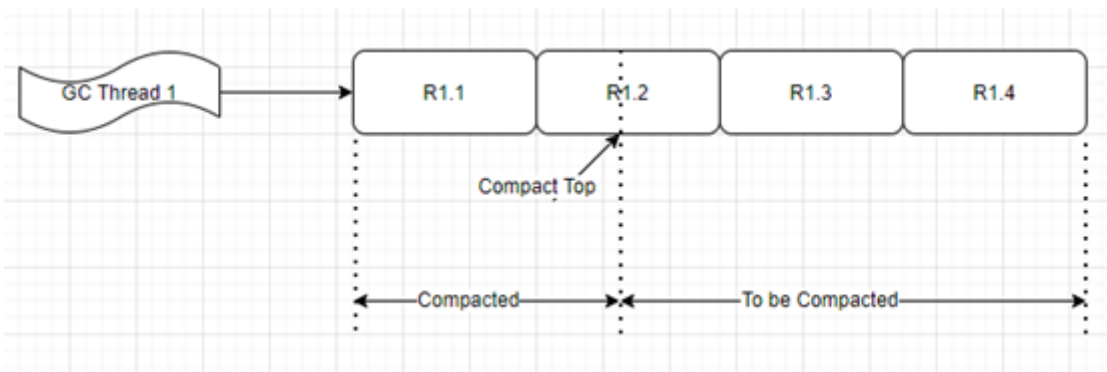 GC Thread 1
R1.1
R1.2
R1.3
R1.4
Compact Top
Compacted
To be Compacted